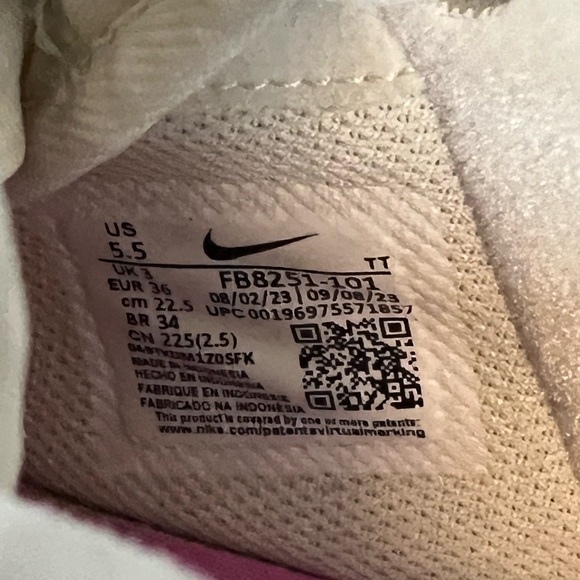 US
5.5
TT
UK 3
FB8251-101
EUR 36
08/02/23 | 09/08/23
cm 22.5
UPC 00196975571857
BR 34
CN 225(2.5)
MADE IN INDONESIA
HECHO EN INDONESIA
FABRIQUE EN INDONESIE
FABRICADO NA INDONESIA
This product is covered by one or more patents:
www.nike.com/patentsvirtualmarking